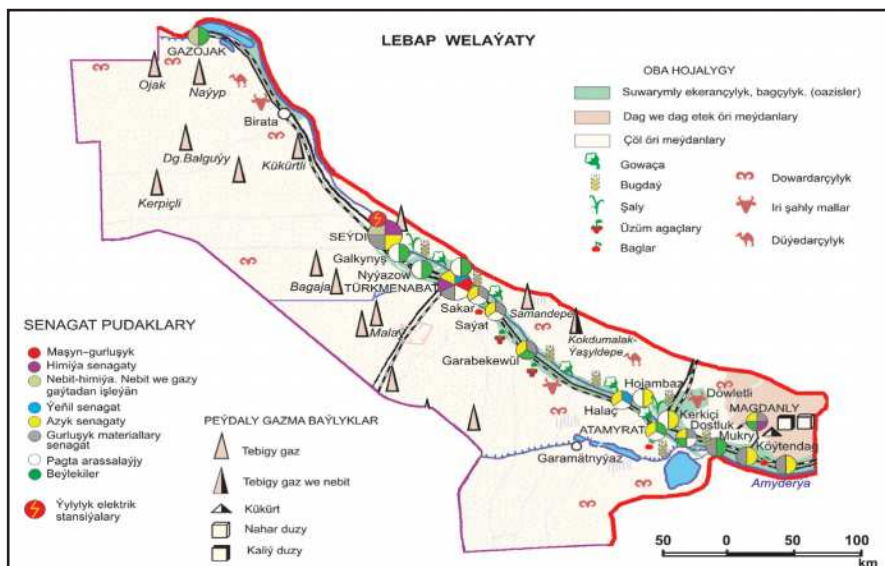 LEBAP WELAÝATY
GAZOJAK
Ojak
Naýyp
Birata
Dg.Balguýy
Kükürtli
Kerpiçli
SEÝDI
Galkynyş
Nyýazow
Bagaja
TÜRKMENABAT
Malaý
Sakar
Saýat
Samandepe
Kokdumalak-
Ýaşyldepe
Garabekewül
Halaç
Hojambaz
Döwletli
MAGDANLY
Kerkiçi
ATAMYRAT
Dostluk
Mukry
Köýtendag
Garamätnyýaz
Amyderya
OBA HOJALYGY
Suwarymly ekerançylyk, bagçylyk. (oazisler)
Dag we dag etek öri meýdanlary
Çöl öri meýdanlary
Gowaça
Bugdaý
Şaly
Üzüm agaçlary
Baglar
Dowardarçylyk
Iri şahly mallar
Düýedarçylyk
SENAGAT PUDAKLARY
Maşyn-gurluşyk
Himiýa senagaty
Nebit-himiýa. Nebit we gazy
gaýtadan işleýän
Ýeňil senagat
Azyk senagaty
Gurluşyk materiallary
senagat
Pagta arassalaýjy
Beýlekiler
Ýylylyk elektrik
stansiýalary
PEÝDALY GAZMA BAÝLYKLAR
Tebigy gaz
Tebigy gaz we nebit
Kükürt
Nahar duzy
Kaliý duzy
50 0 50 100
km